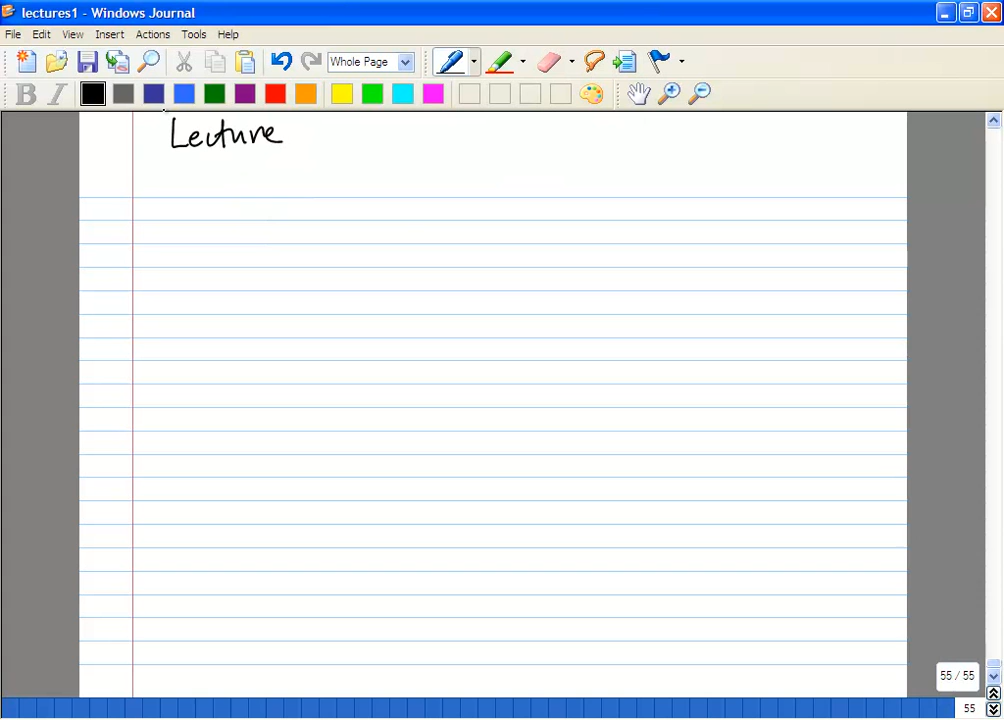 lectures1 - Windows Journal
File Edit View Insert Actions Tools Help
Whole Page
B I
Lecture
55 / 55
55